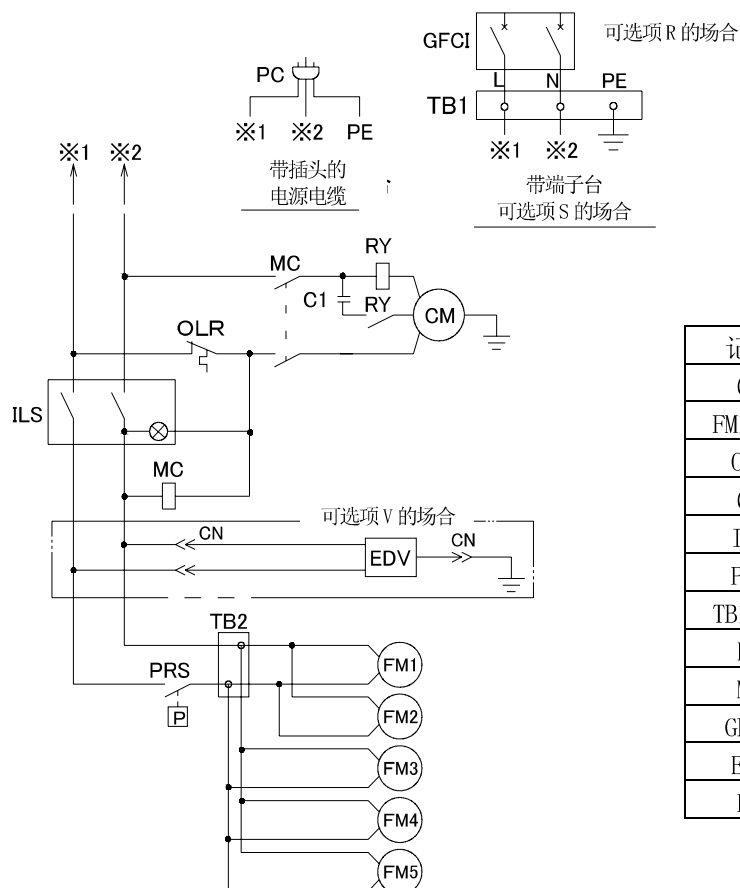 GFCI
可选项R的场合
L N PE
TB1
※1 ※2
带端子台
可选项S的场合
PC
※1 ※2 PE
带插头的
电源电缆
※1 ※2
MC
RY
C1
RY
CM
OLR
ILS
MC
可选项V的场合
CN
EDV
CN
TB2
PRS
P
FM1
FM2
FM3
FM4
FM5
记
FM
TB